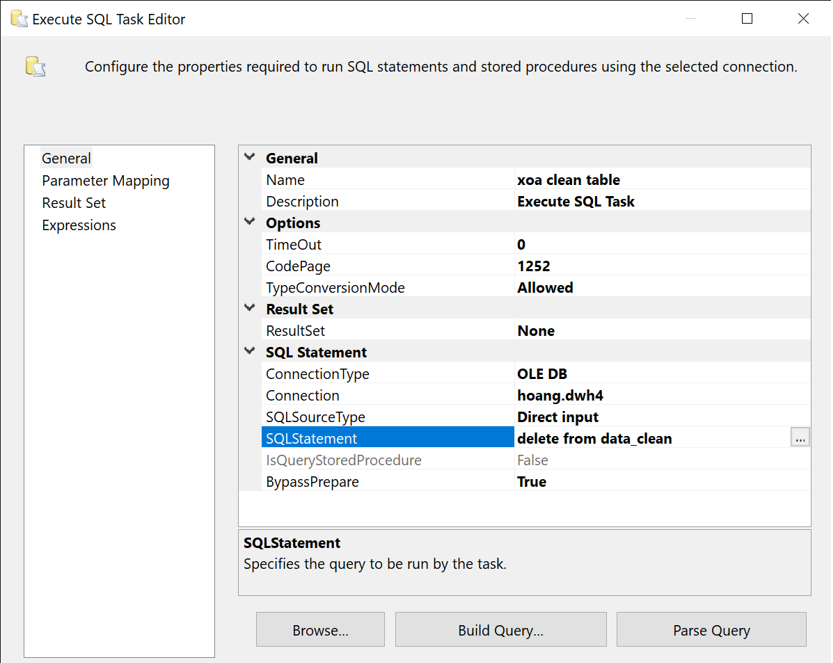 Execute SQL Task Editor
Configure the properties required to run SQL statements and stored procedures using the selected connection.
General
Parameter Mapping
Result Set
Expressions
General
Name xoa clean table
Description Execute SQL Task
Options
TimeOut 0
CodePage 1252
TypeConversionMode Allowed
Result Set
ResultSet None
SQL Statement
ConnectionType OLE DB
Connection hoang.dwh4
SQLSourceType Direct input
SQLStatement delete from data_clean ...
IsQueryStoredProcedure False
BypassPrepare True
SQLStatement
Specifies the query to be run by the task.
Browse... Build Query... Parse Query